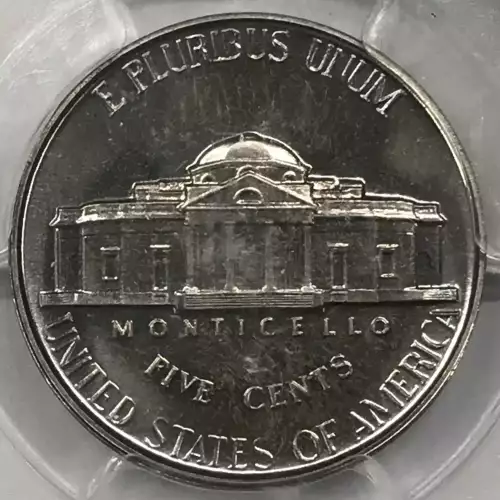 E PLURIBUS UNUM
MONTICELLO
FIVE CENTS
UNITED STATES OF AMERICA